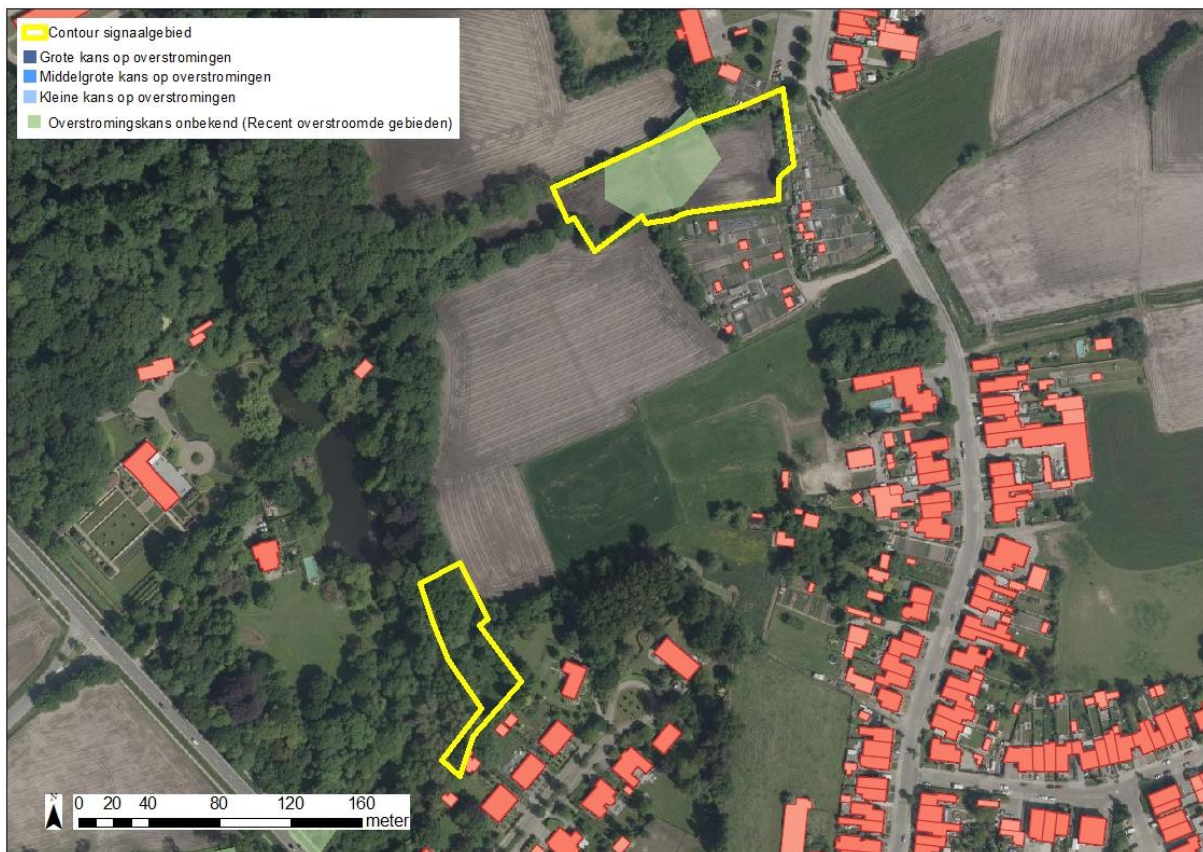 Contour signaalgebied
Grote kans op overstromingen
Middelgrote kans op overstromingen
Kleine kans op overstromingen
Overstromingskans onbekend (Recent overstroomde gebieden)
N
0 20 40 80 120 160
meter